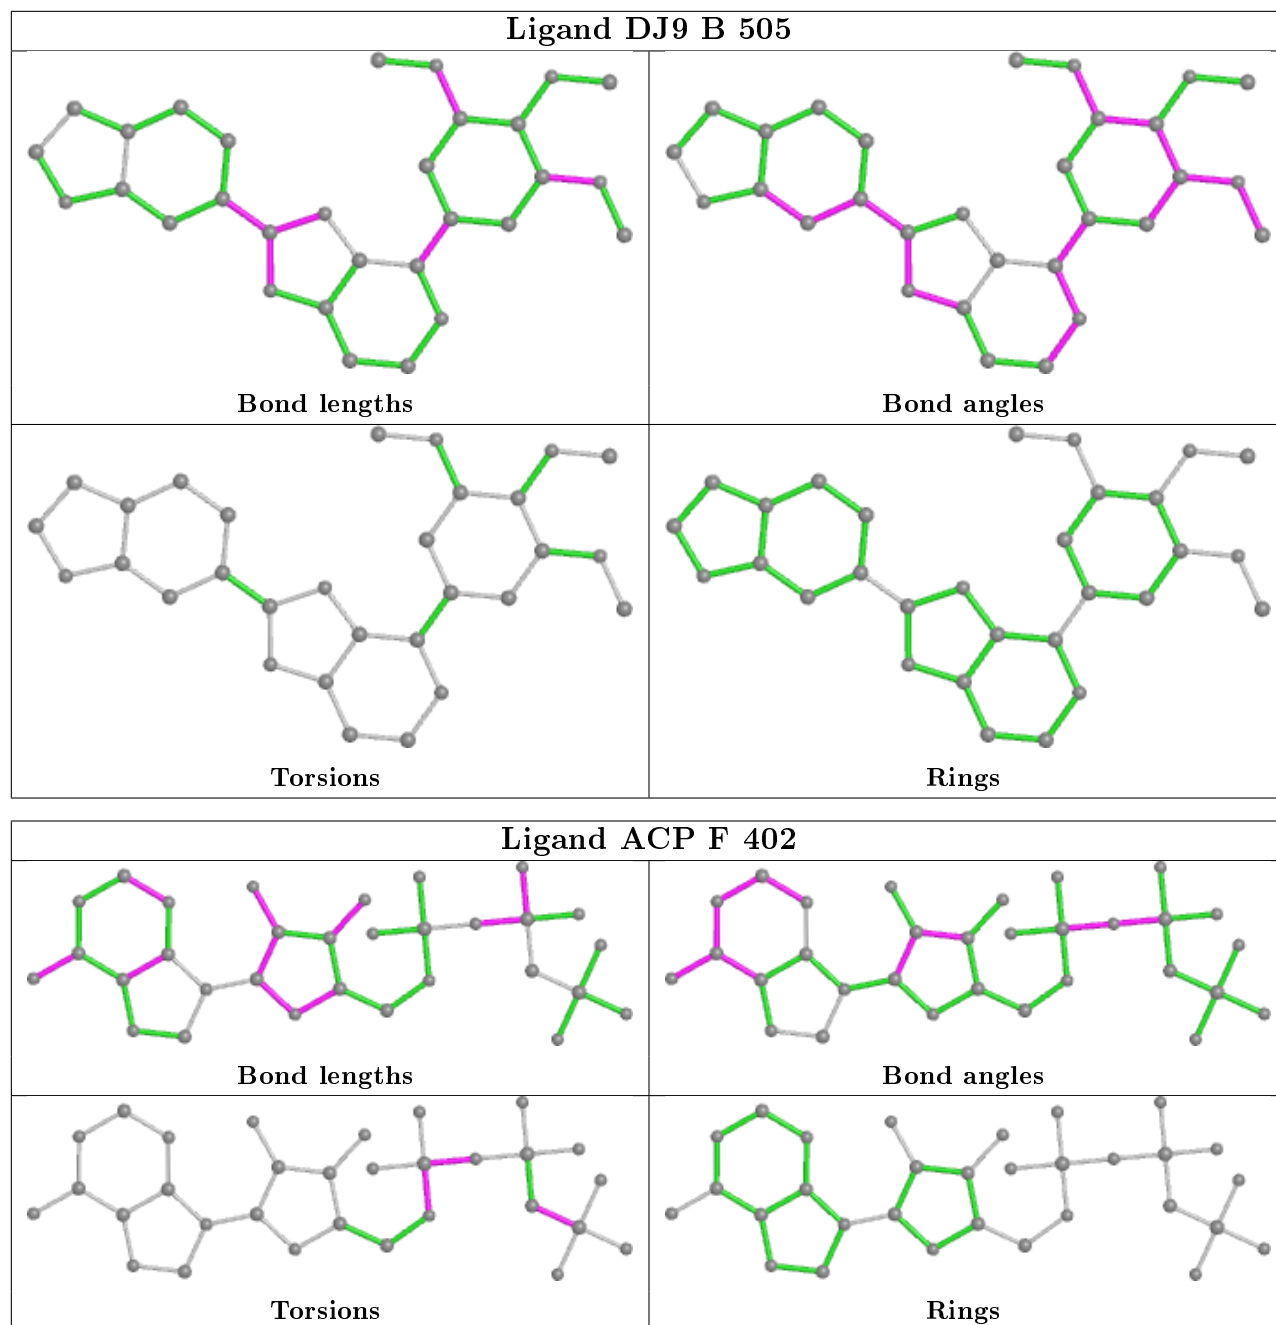 Ligand DJ9 B 505
Bond lengths
Bond angles
Torsions
Rings
Ligand ACP F 402
Bond lengths
Bond angles
Torsions
Rings